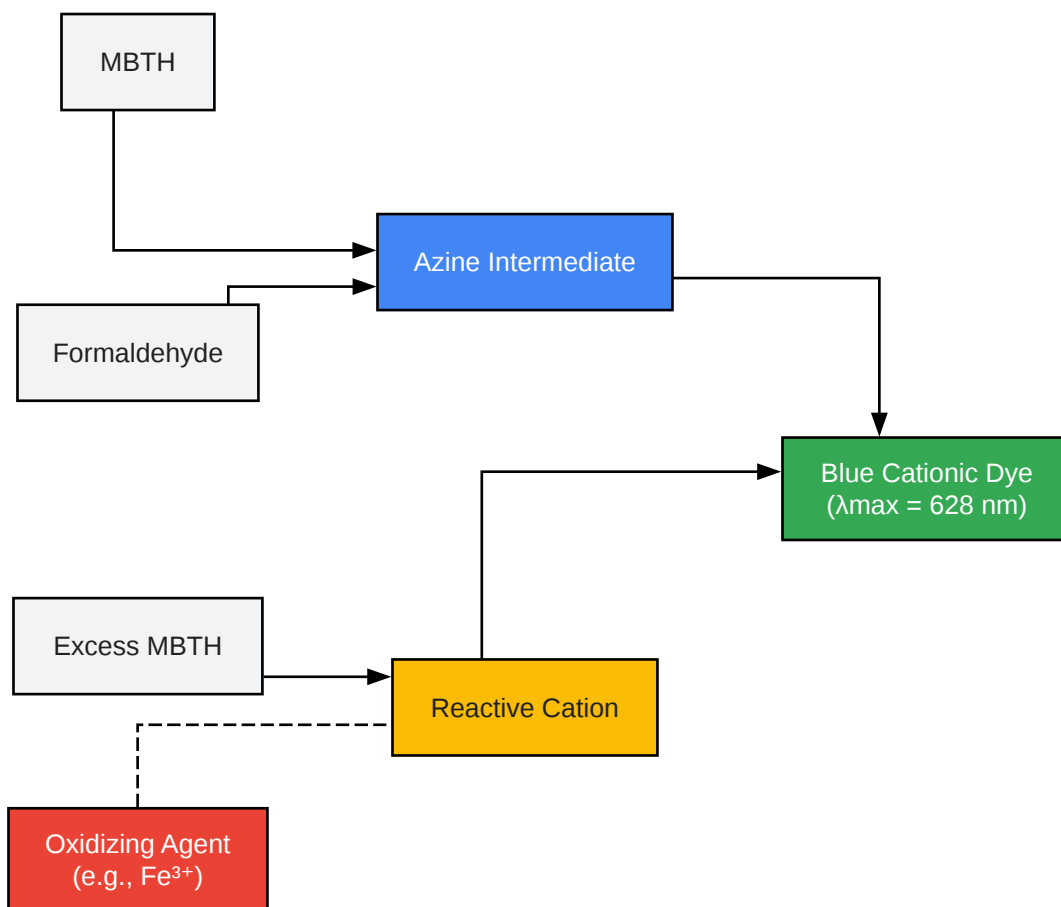 MBTH
Azine Intermediate
Formaldehyde
Blue Cationic Dye
(λmax = 628 nm)
Excess MBTH
Reactive Cation
Oxidizing Agent
(e.g., Fe³⁺)